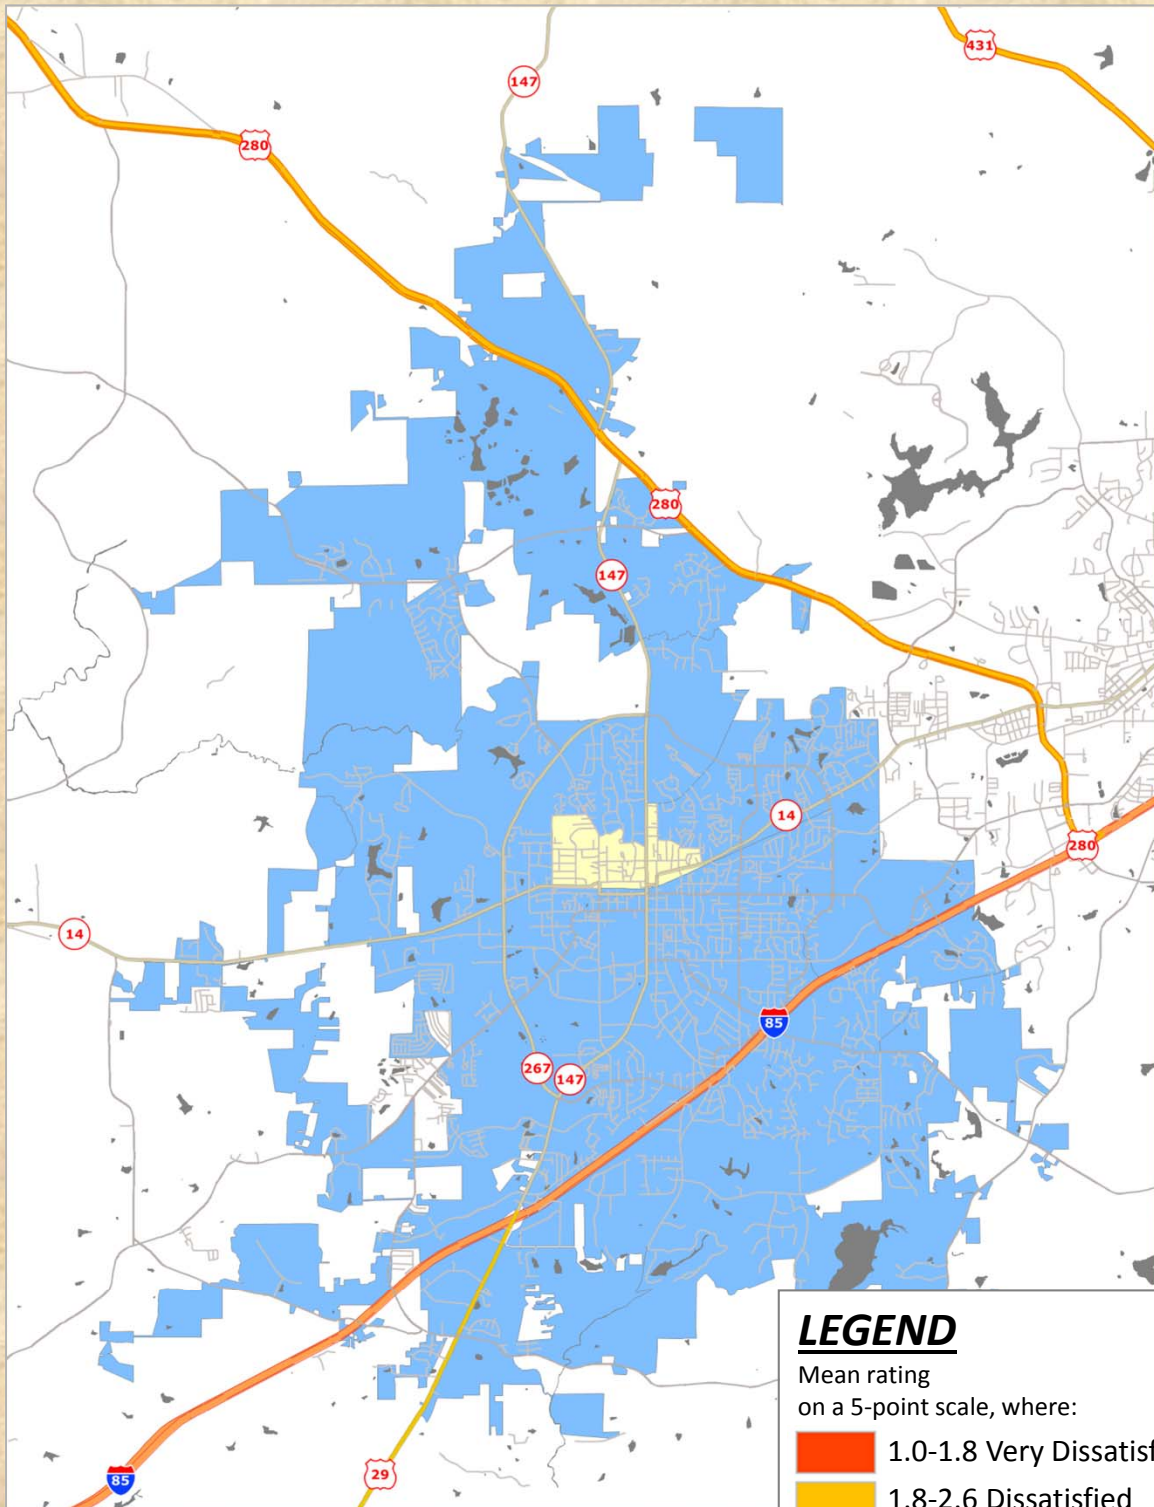 431
147
280
280
147
14
280
14
85
267
147
85
29
LEGEND
Mean rating
on a 5-point scale, where:
1.0-1.8 Very Dissatisf
1.8-2.6 Dissatisfied